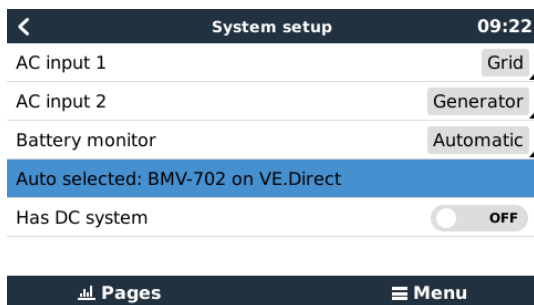 System setup 09:22
AC input 1 Grid
AC input 2 Generator
Battery monitor Automatic
Auto selected: BMV-702 on VE.Direct
Has DC system OFF
Pages Menu